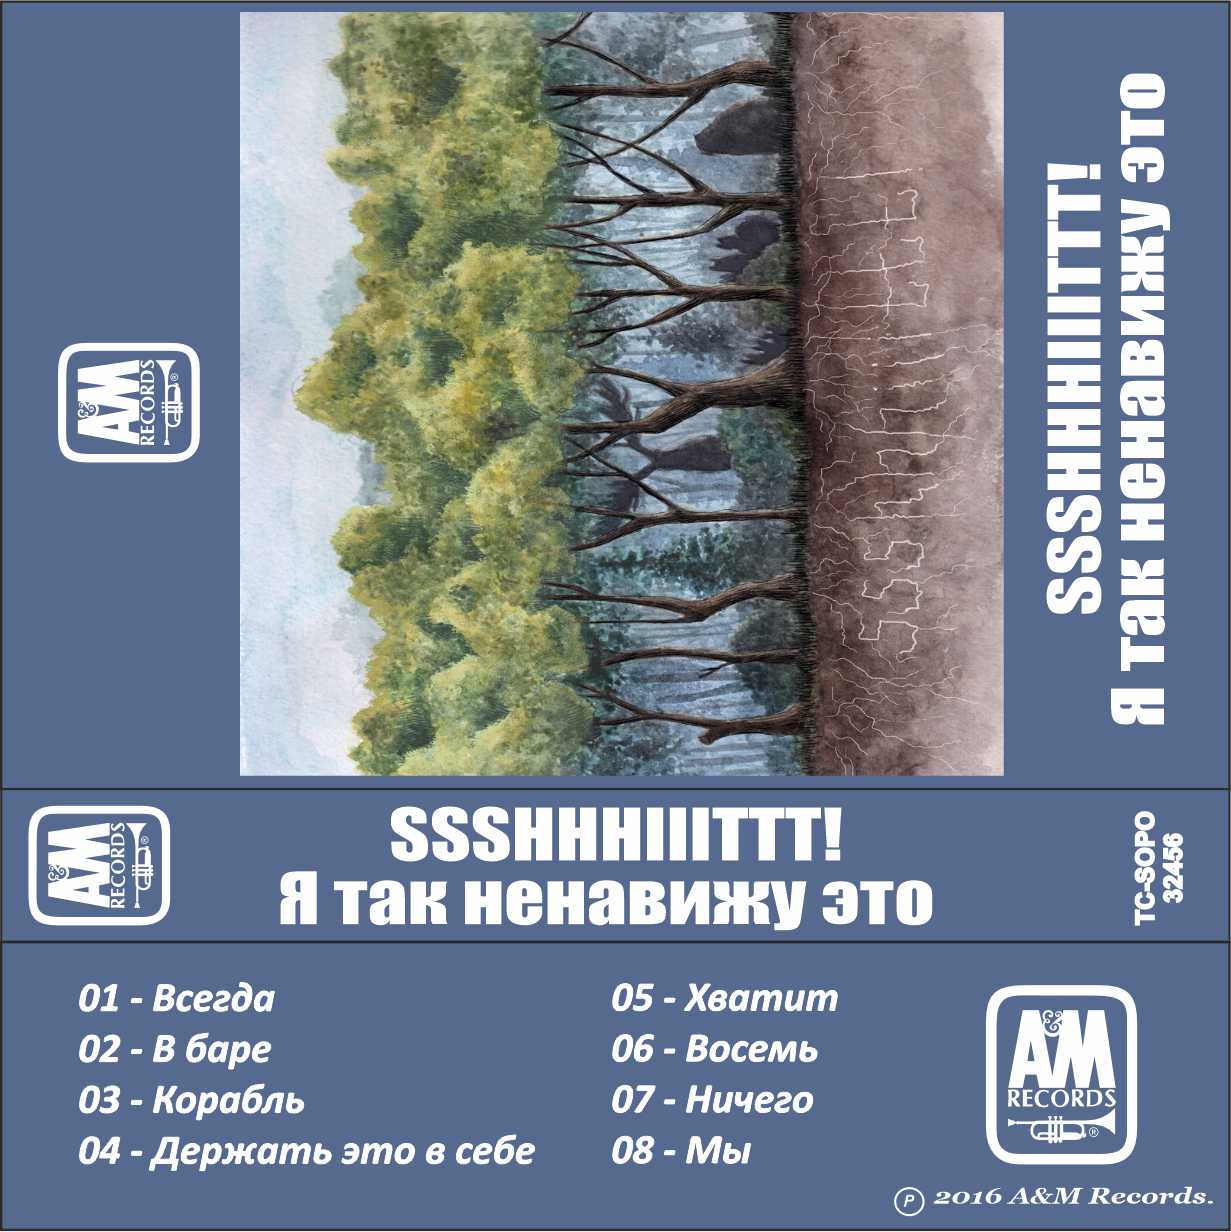 SSSHHHIIITTT!
Я так ненавижу это
A&M
RECORDS
®
SSSHHHIIITTT!
A&M
RECORDS
®
SSSHHHIIITTT!
Я так ненавижу это
TC-SOPO
32456
01 - Всегда
02 - В баре
03 - Корабль
04 - Держать это в себе
05 - Хватит
06 - Восемь
07 - Ничего
08 - Мы
A&M
RECORDS
®
Ⓟ 2016 A&M Records.